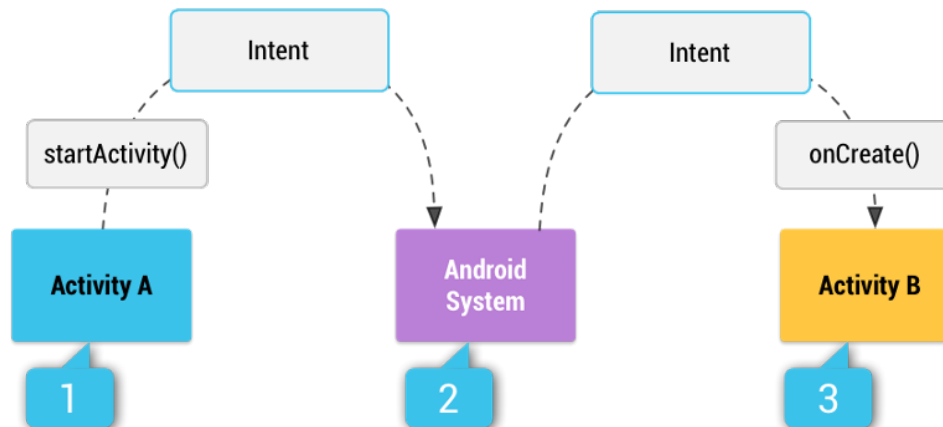 Intent
Intent
startActivity()
onCreate()
Activity A
Android
System
Activity B
1
2
3